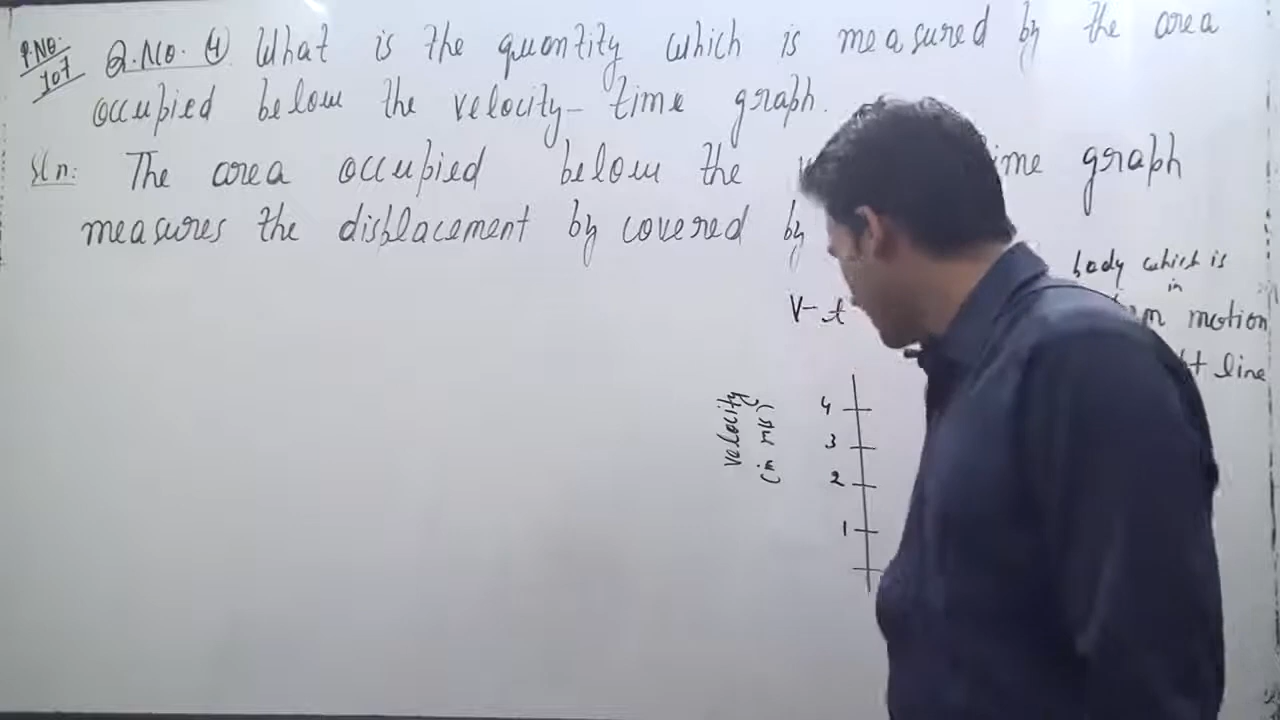 P.NO. 107 Q.No. 4 What is the quantity which is measured by the area
occupied below the velocity-time graph.
Sln: The area occupied below the ime graph
measures the displacement by covered by
body which is
in
V-t m motion
t line
velocity
(in m/s)
4
3
2
1